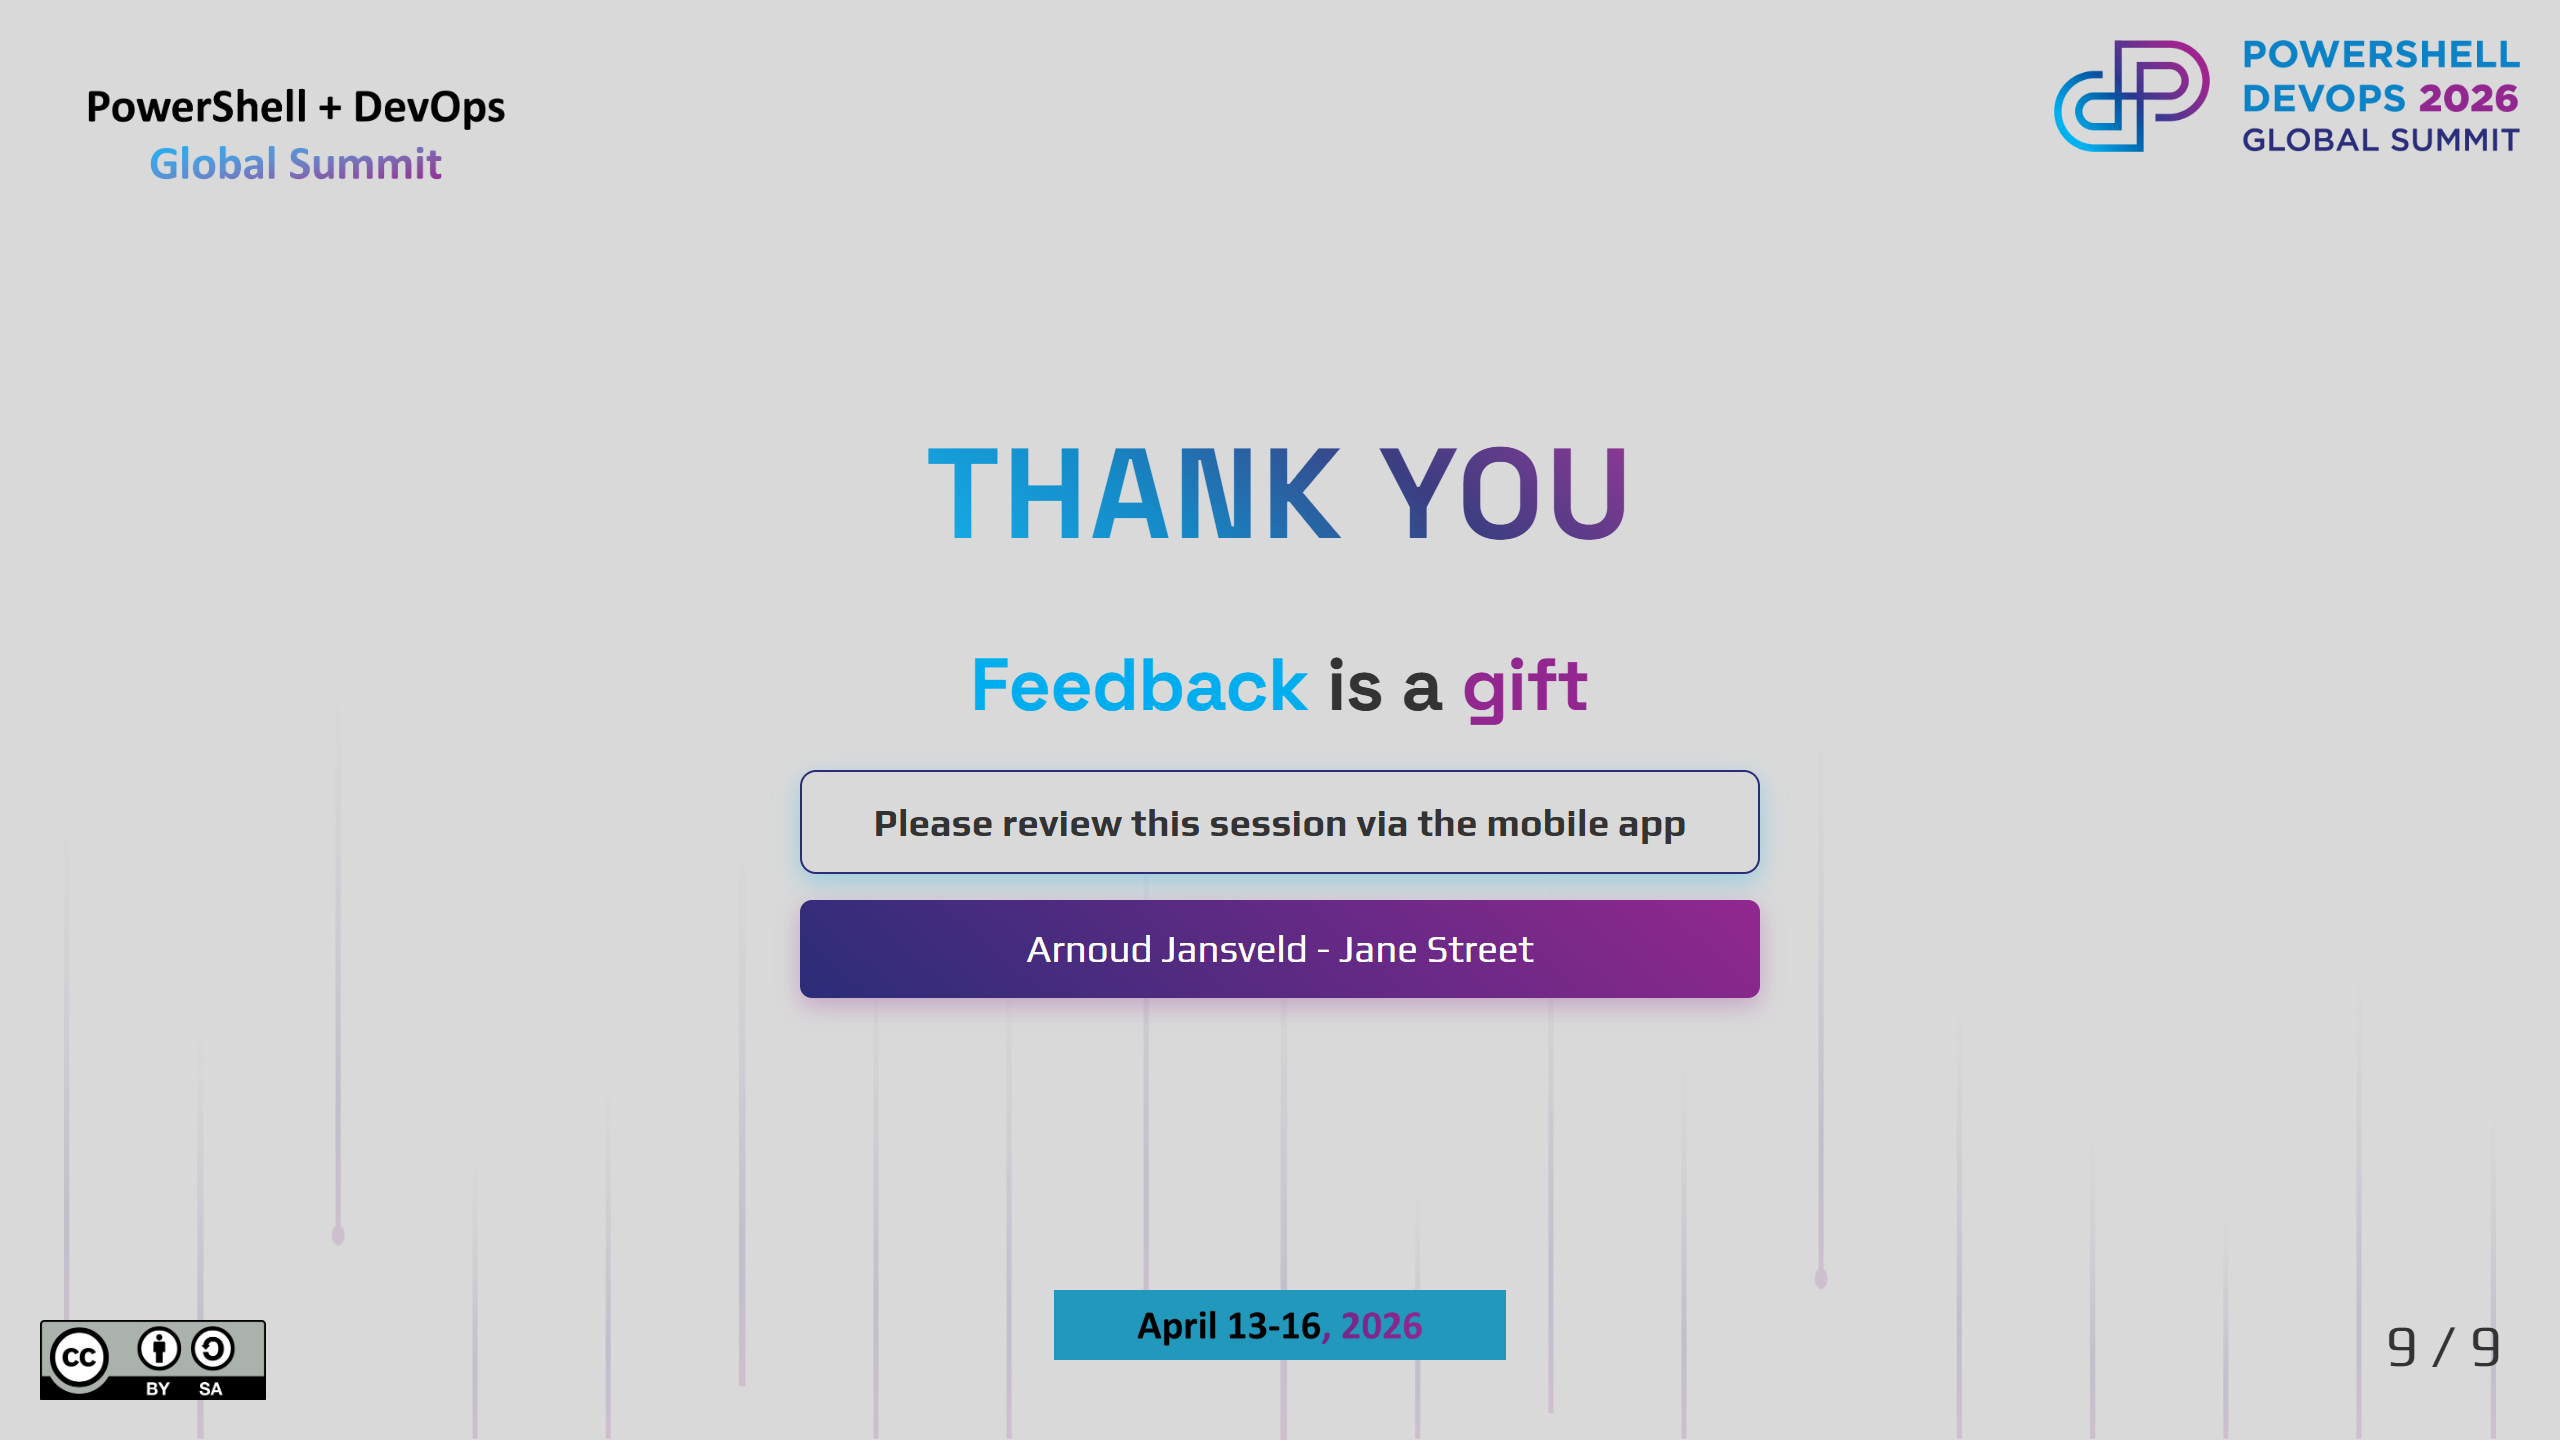 PowerShell + DevOps
Global Summit
POWERSHELL
DEVOPS 2026
GLOBAL SUMMIT
THANK YOU
Feedback is a gift
Please review this session via the mobile app
Arnoud Jansveld - Jane Street
April 13-16, 2026
cc
BY SA
9 / 9